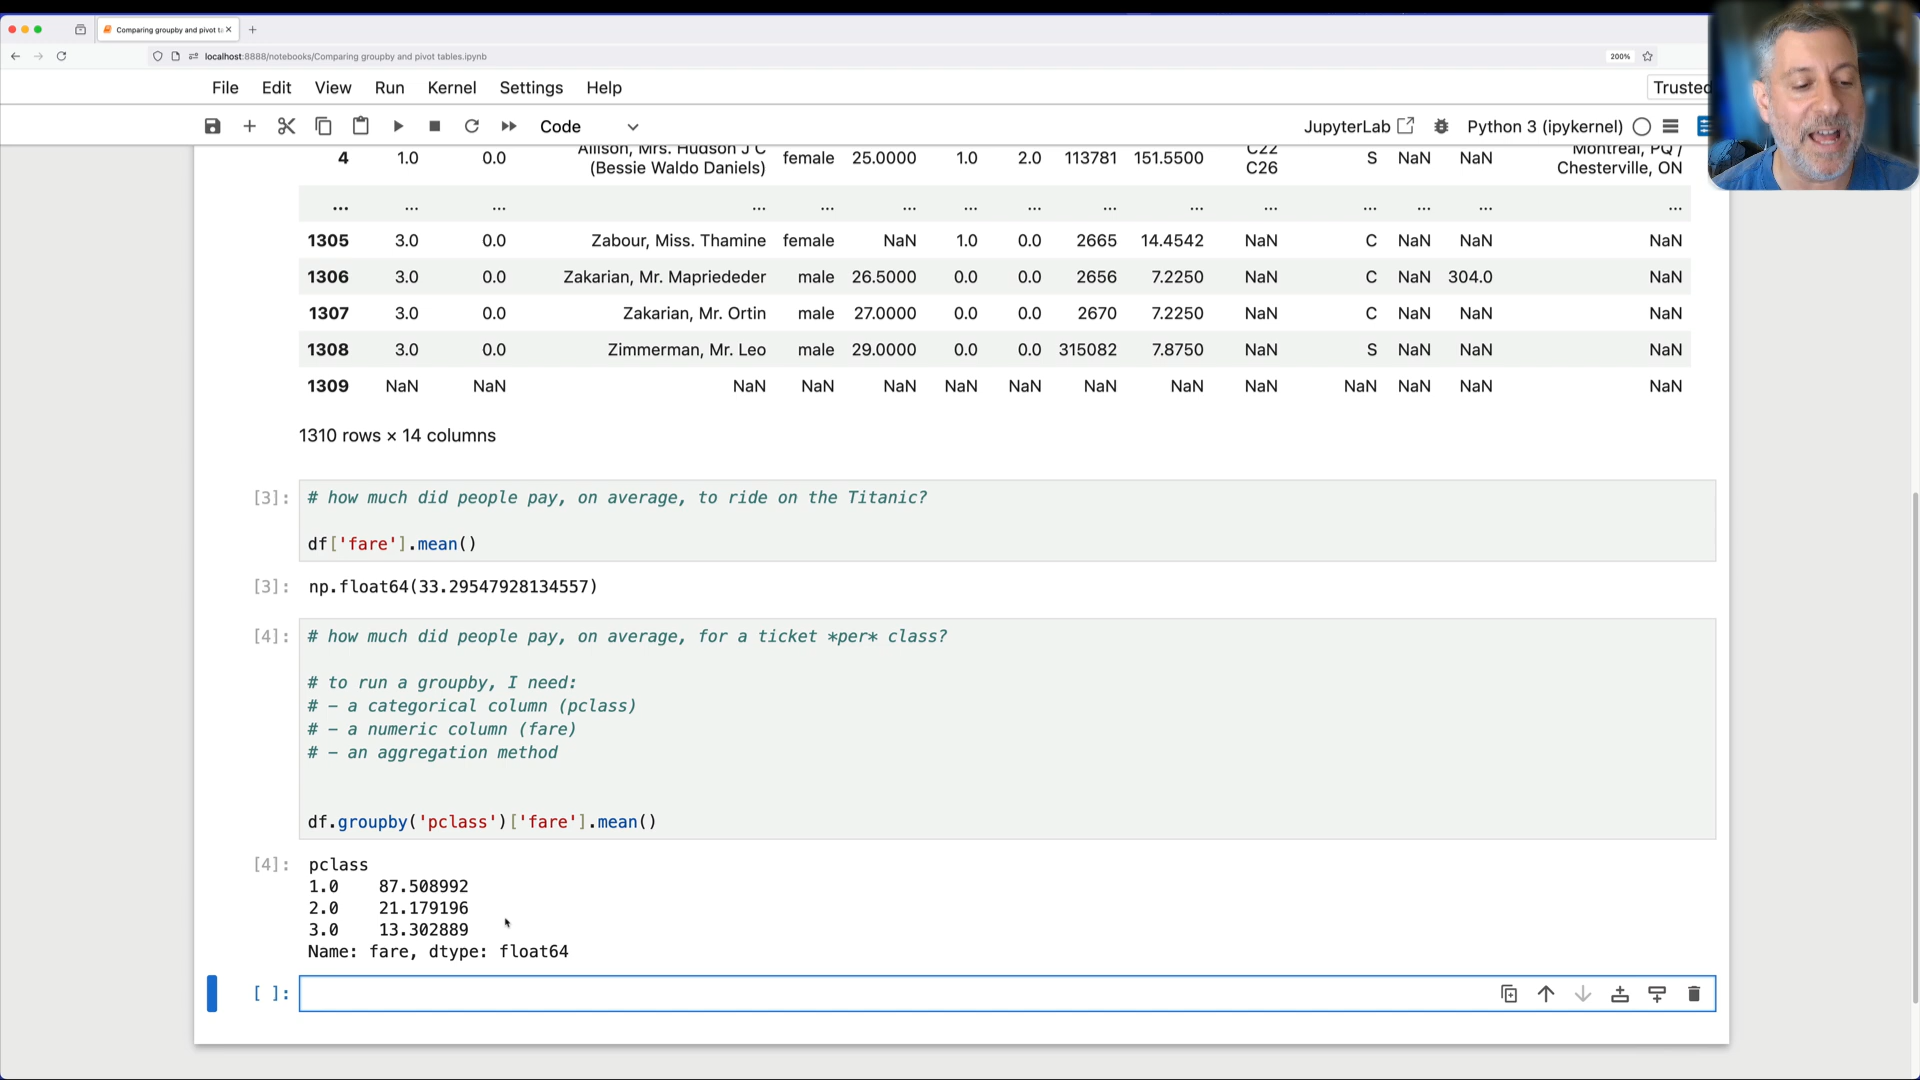 Comparing groupby and pivot ta
localhost:8888/notebooks/Comparing groupby and pivot tables.ipynb
200%
File Edit View Run Kernel Settings Help
Trusted
Code
JupyterLab
Python 3 (ipykernel)
4 1.0 0.0 Allison, Mrs. Hudson J C (Bessie Waldo Daniels) female 25.0000 1.0 2.0 113781 151.5500 C22 C26 S NaN NaN Montreal, PQ / Chesterville, ON
... ... ... ... ... ... ... ... ... ... ... ... ... ... ...
1305 3.0 0.0 Zabour, Miss. Thamine female NaN 1.0 0.0 2665 14.4542 NaN C NaN NaN NaN
1306 3.0 0.0 Zakarian, Mr. Mapriededer male 26.5000 0.0 0.0 2656 7.2250 NaN C NaN 304.0 NaN
1307 3.0 0.0 Zakarian, Mr. Ortin male 27.0000 0.0 0.0 2670 7.2250 NaN C NaN NaN NaN
1308 3.0 0.0 Zimmerman, Mr. Leo male 29.0000 0.0 0.0 315082 7.8750 NaN S NaN NaN NaN
1309 NaN NaN NaN NaN NaN NaN NaN NaN NaN NaN NaN NaN NaN NaN
1310 rows × 14 columns
[3]: # how much did people pay, on average, to ride on the Titanic?
df['fare'].mean()
[3]: np.float64(33.29547928134557)
[4]: # how much did people pay, on average, for a ticket *per* class?
# to run a groupby, I need:
# – a categorical column (pclass)
# – a numeric column (fare)
# – an aggregation method
df.groupby('pclass')['fare'].mean()
[4]: pclass
1.0 87.508992
2.0 21.179196
3.0 13.302889
Name: fare, dtype: float64
[ ]: